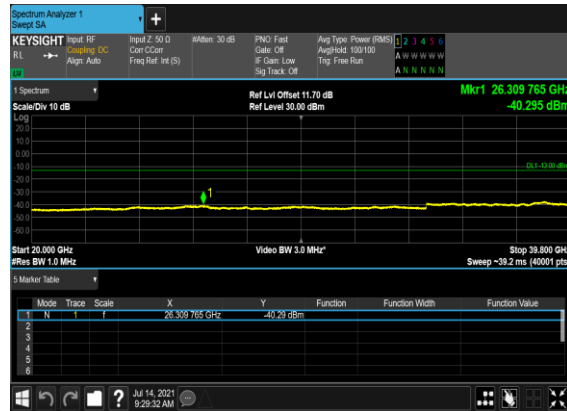 Spectrum Analyzer 1
Swept SA
+
KEYSIGHT Input: RF Input Z: 50 Ω #Atten: 30 dB PNO: Fast Avg Type: Power (RMS) 1 2 3 4 5 6
RL Coupling: DC Corr CCorr Gate: Off Avg|Hold: 100/100 A W W W W W
Align: Auto Freq Ref: Int (S) IF Gain: Low Trig: Free Run
Sig Track: Off A N N N N N
1 Spectrum Ref Lvl Offset 11.70 dB Mkr1 26.309 765 GHz
Scale/Div 10 dB Ref Level 30.00 dBm -40.295 dBm
Log
20.0
10.0
0.00
-10.0 DL1 -13.00 dBm
-20.0
-30.0
-40.0
-50.0
-60.0
1
Start 20.000 GHz Video BW 3.0 MHz* Stop 39.800 GHz
#Res BW 1.0 MHz Sweep ~39.2 ms (40001 pts)
5 Marker Table
Mode Trace Scale X Y Function Function Width Function Value
1 N 1 f 26.309 765 GHz -40.29 dBm
2
3
4
5
6
? Jul 14, 2021
9:29:32 AM